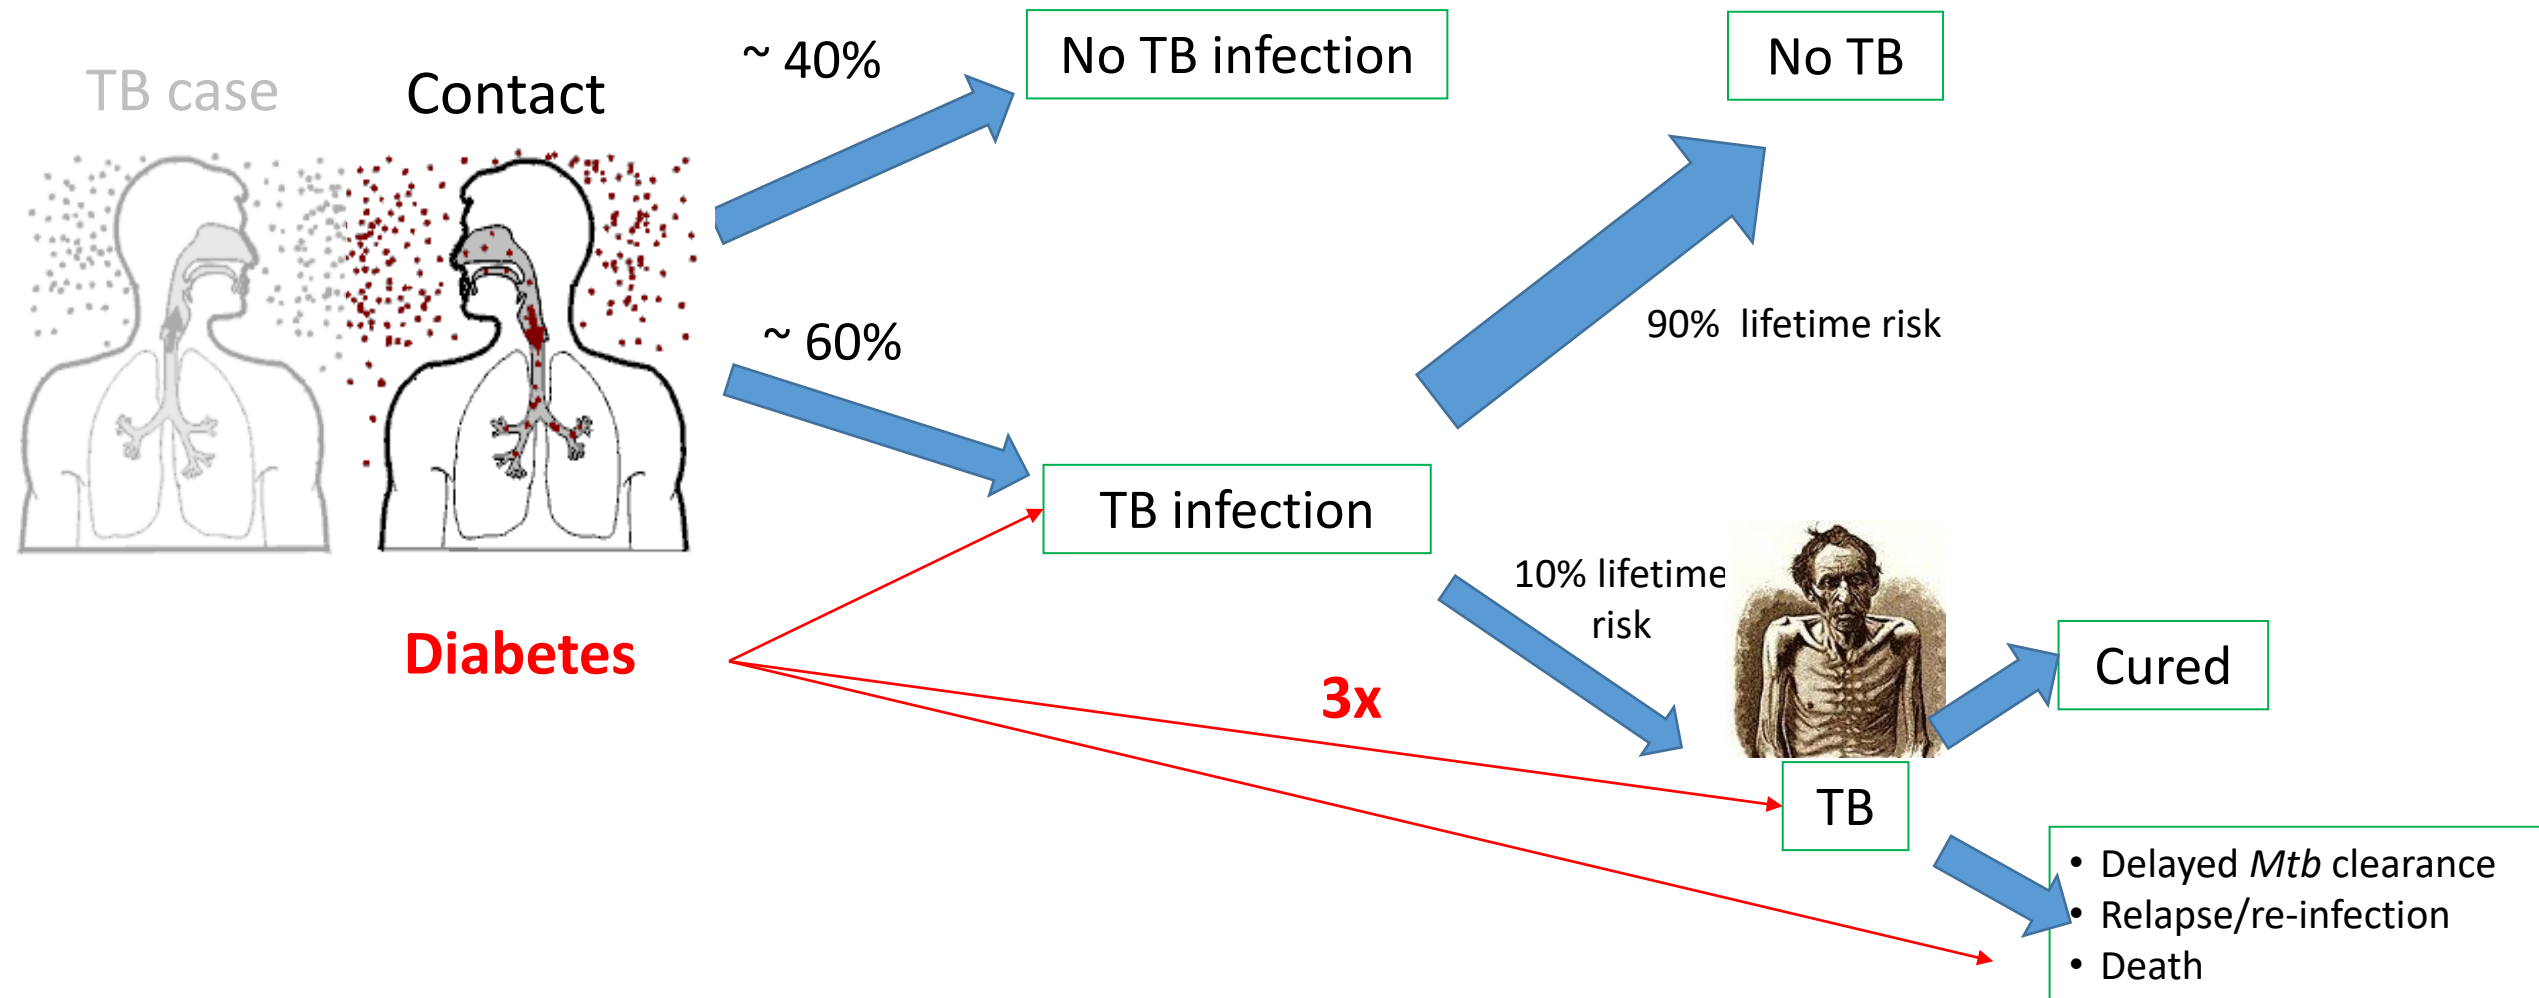 TB case
Contact
~ 40%
No TB infection
No TB
~ 60%
90% lifetime risk
TB infection
10% lifetime
risk
Diabetes
3x
Cured
TB
• Delayed Mtb clearance
• Relapse/re-infection
• Death